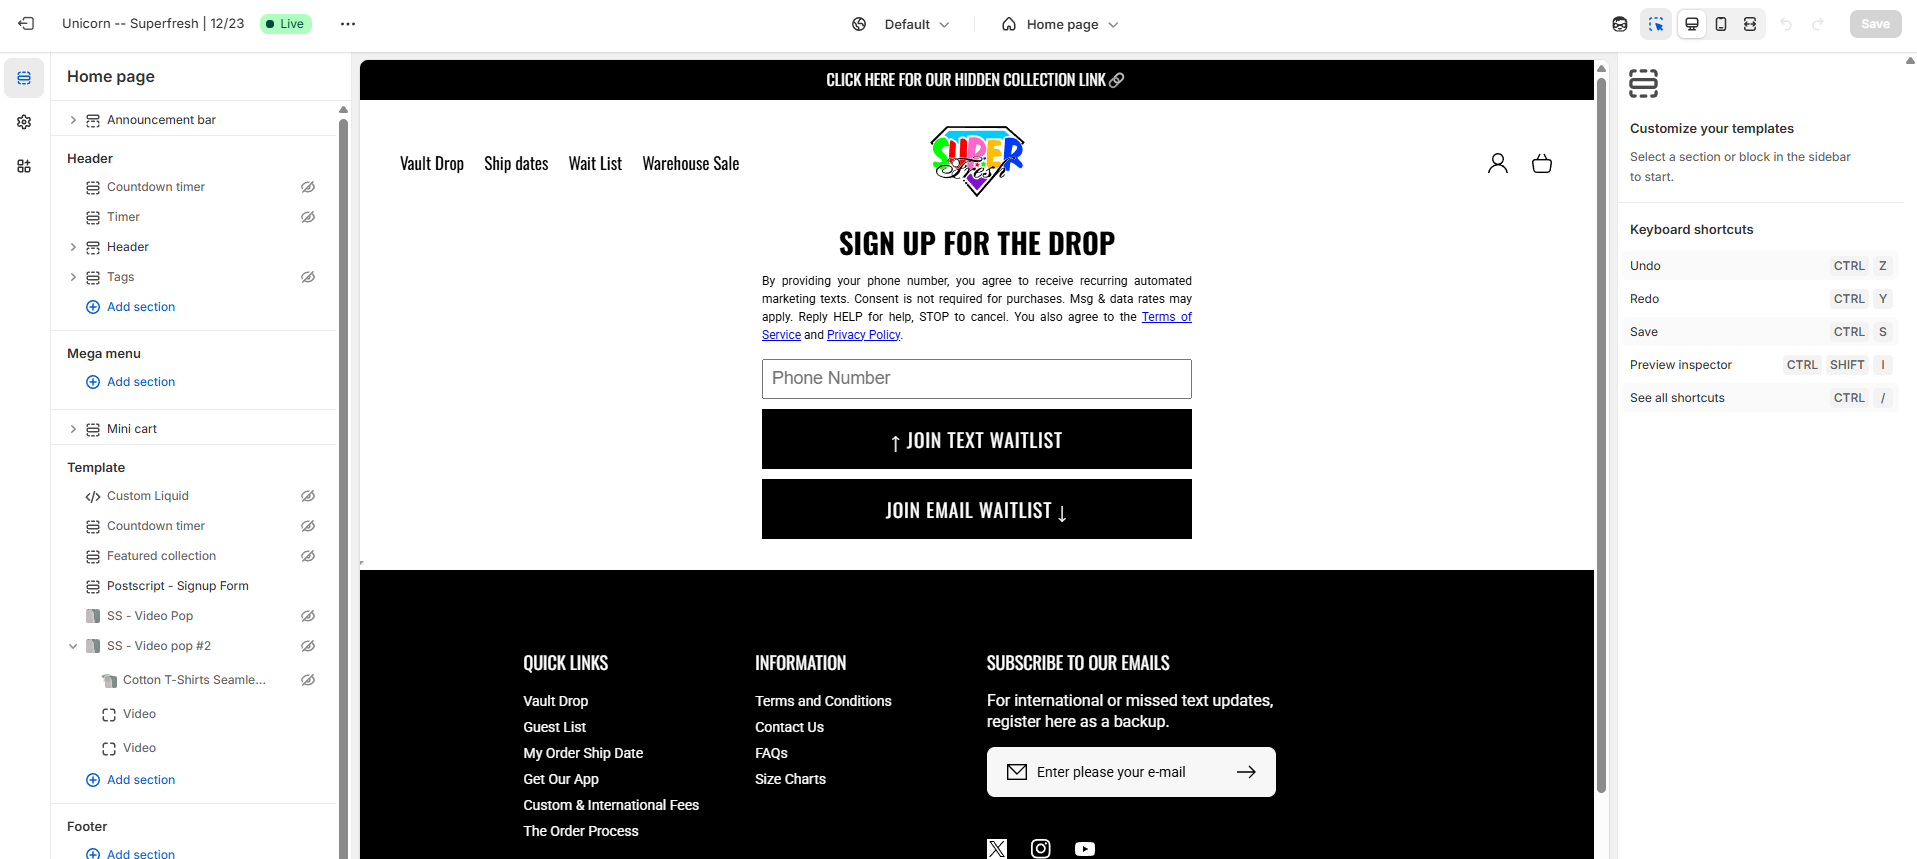 Unicorn -- Superfresh | 12/23
Live
Default
Home page
Save
Home page
Announcement bar
Header
Countdown timer
Timer
Header
Tags
Add section
Mega menu
Add section
Mini cart
Template
Custom Liquid
Countdown timer
Featured collection
Postscript - Signup Form
SS - Video Pop
SS - Video pop #2
Cotton T-Shirts Seamle...
Video
Video
Add section
Footer
Add section
CLICK HERE FOR OUR HIDDEN COLLECTION LINK
Vault Drop
Ship dates
Wait List
Warehouse Sale
SUPER
Fresh
SIGN UP FOR THE DROP
By providing your phone number, you agree to receive recurring automated
marketing texts. Consent is not required for purchases. Msg & data rates may
apply. Reply HELP for help, STOP to cancel. You also agree to the Terms of
Service and Privacy Policy.
Phone Number
↑ JOIN TEXT WAITLIST
JOIN EMAIL WAITLIST ↓
QUICK LINKS
Vault Drop
Guest List
My Order Ship Date
Get Our App
Custom & International Fees
The Order Process
INFORMATION
Terms and Conditions
Contact Us
FAQs
Size Charts
SUBSCRIBE TO OUR EMAILS
For international or missed text updates,
register here as a backup.
Enter please your e-mail
Customize your templates
Select a section or block in the sidebar
to start.
Keyboard shortcuts
Undo CTRL Z
Redo CTRL Y
Save CTRL S
Preview inspector CTRL SHIFT I
See all shortcuts CTRL /